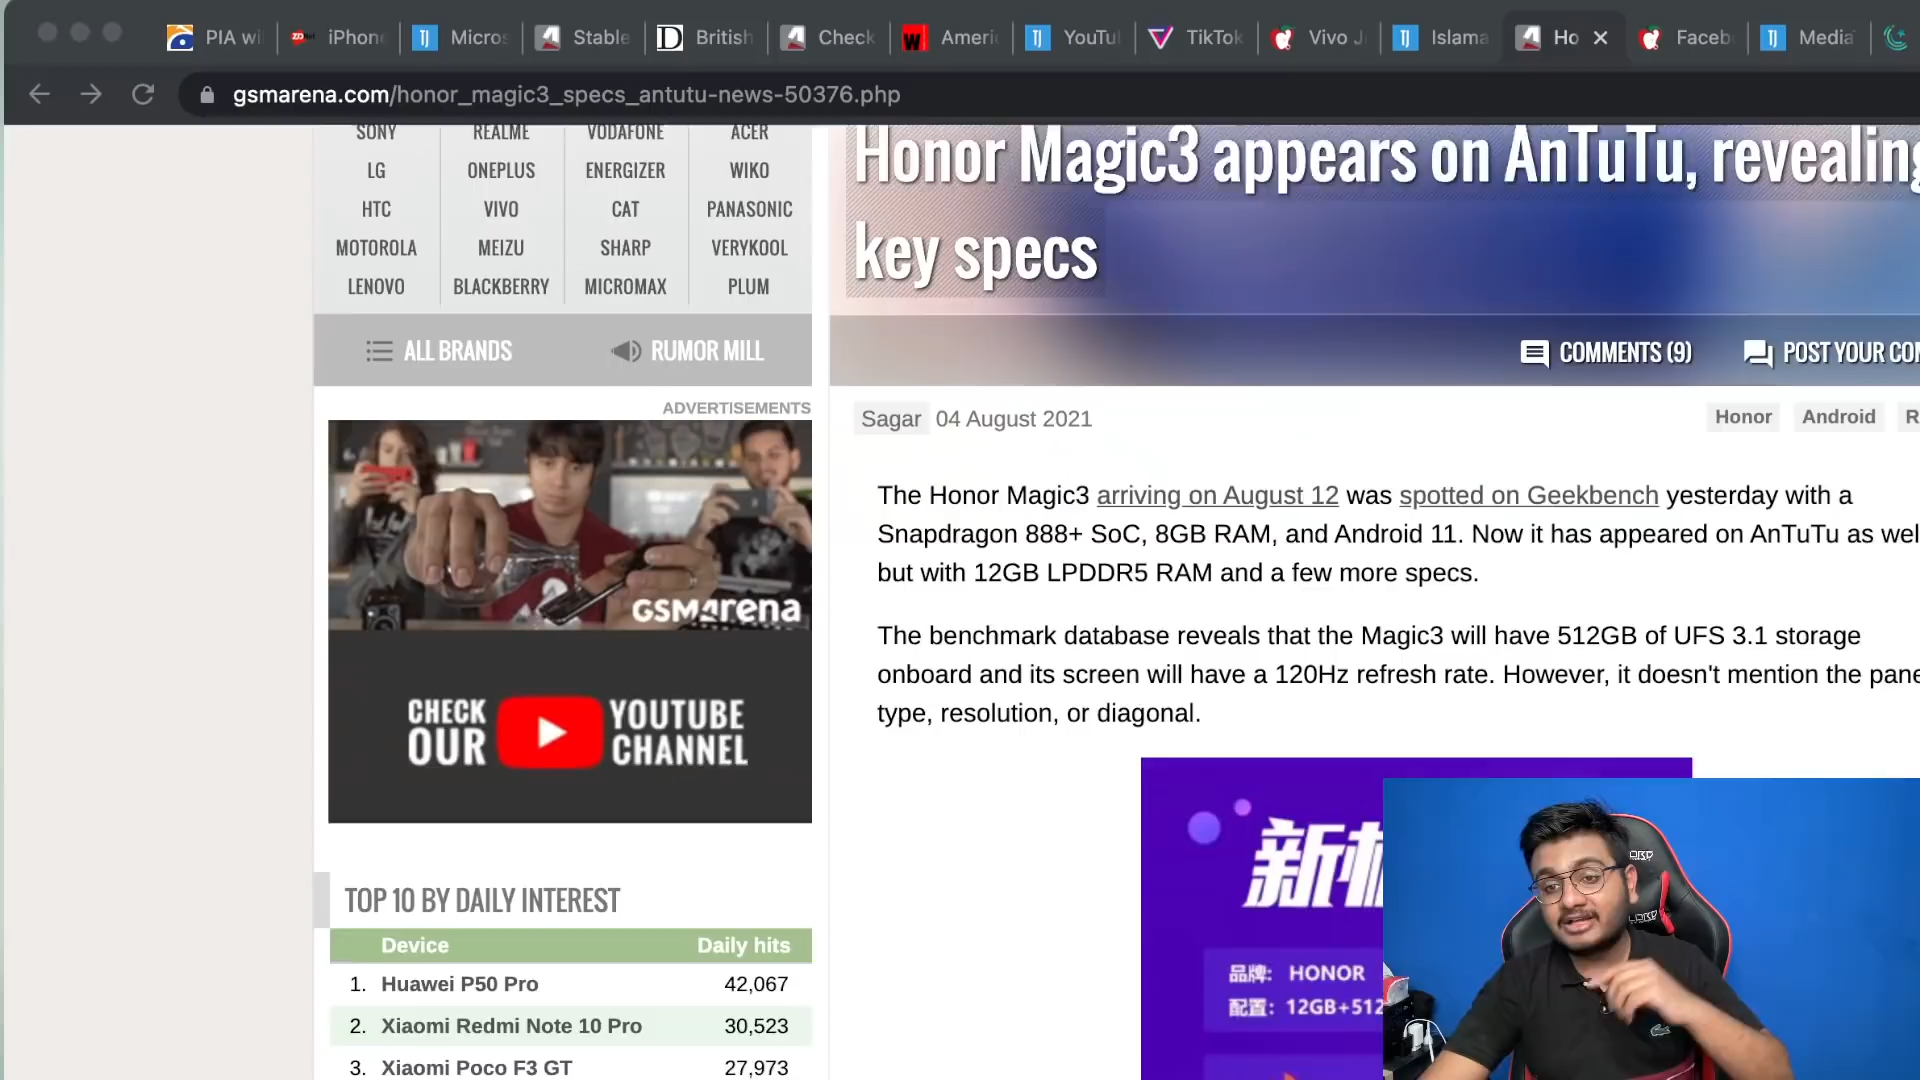 PIA wi
iPhone
Micros
Stable
British
Check
Ameri
YouTu
TikTok
Vivo J
Islama
Ho
Faceb
Media
gsmarena.com/honor_magic3_specs_antutu-news-50376.php
SONY REALME VODAFONE ACER
LG ONEPLUS ENERGIZER WIKO
HTC VIVO CAT PANASONIC
MOTOROLA MEIZU SHARP VERYKOOL
LENOVO BLACKBERRY MICROMAX PLUM
ALL BRANDS RUMOR MILL
ADVERTISEMENTS
GSMArena
CHECK OUR YOUTUBE CHANNEL
TOP 10 BY DAILY INTEREST
Device Daily hits
1. Huawei P50 Pro 42,067
2. Xiaomi Redmi Note 10 Pro 30,523
3. Xiaomi Poco F3 GT 27,973
Honor Magic3 appears on AnTuTu, revealing
key specs
COMMENTS (9) POST YOUR COM
Sagar 04 August 2021
Honor Android R
The Honor Magic3 arriving on August 12 was spotted on Geekbench yesterday with a
Snapdragon 888+ SoC, 8GB RAM, and Android 11. Now it has appeared on AnTuTu as wel
but with 12GB LPDDR5 RAM and a few more specs.
The benchmark database reveals that the Magic3 will have 512GB of UFS 3.1 storage
onboard and its screen will have a 120Hz refresh rate. However, it doesn't mention the pane
type, resolution, or diagonal.
新机
品牌: HONOR
配置: 12GB+512